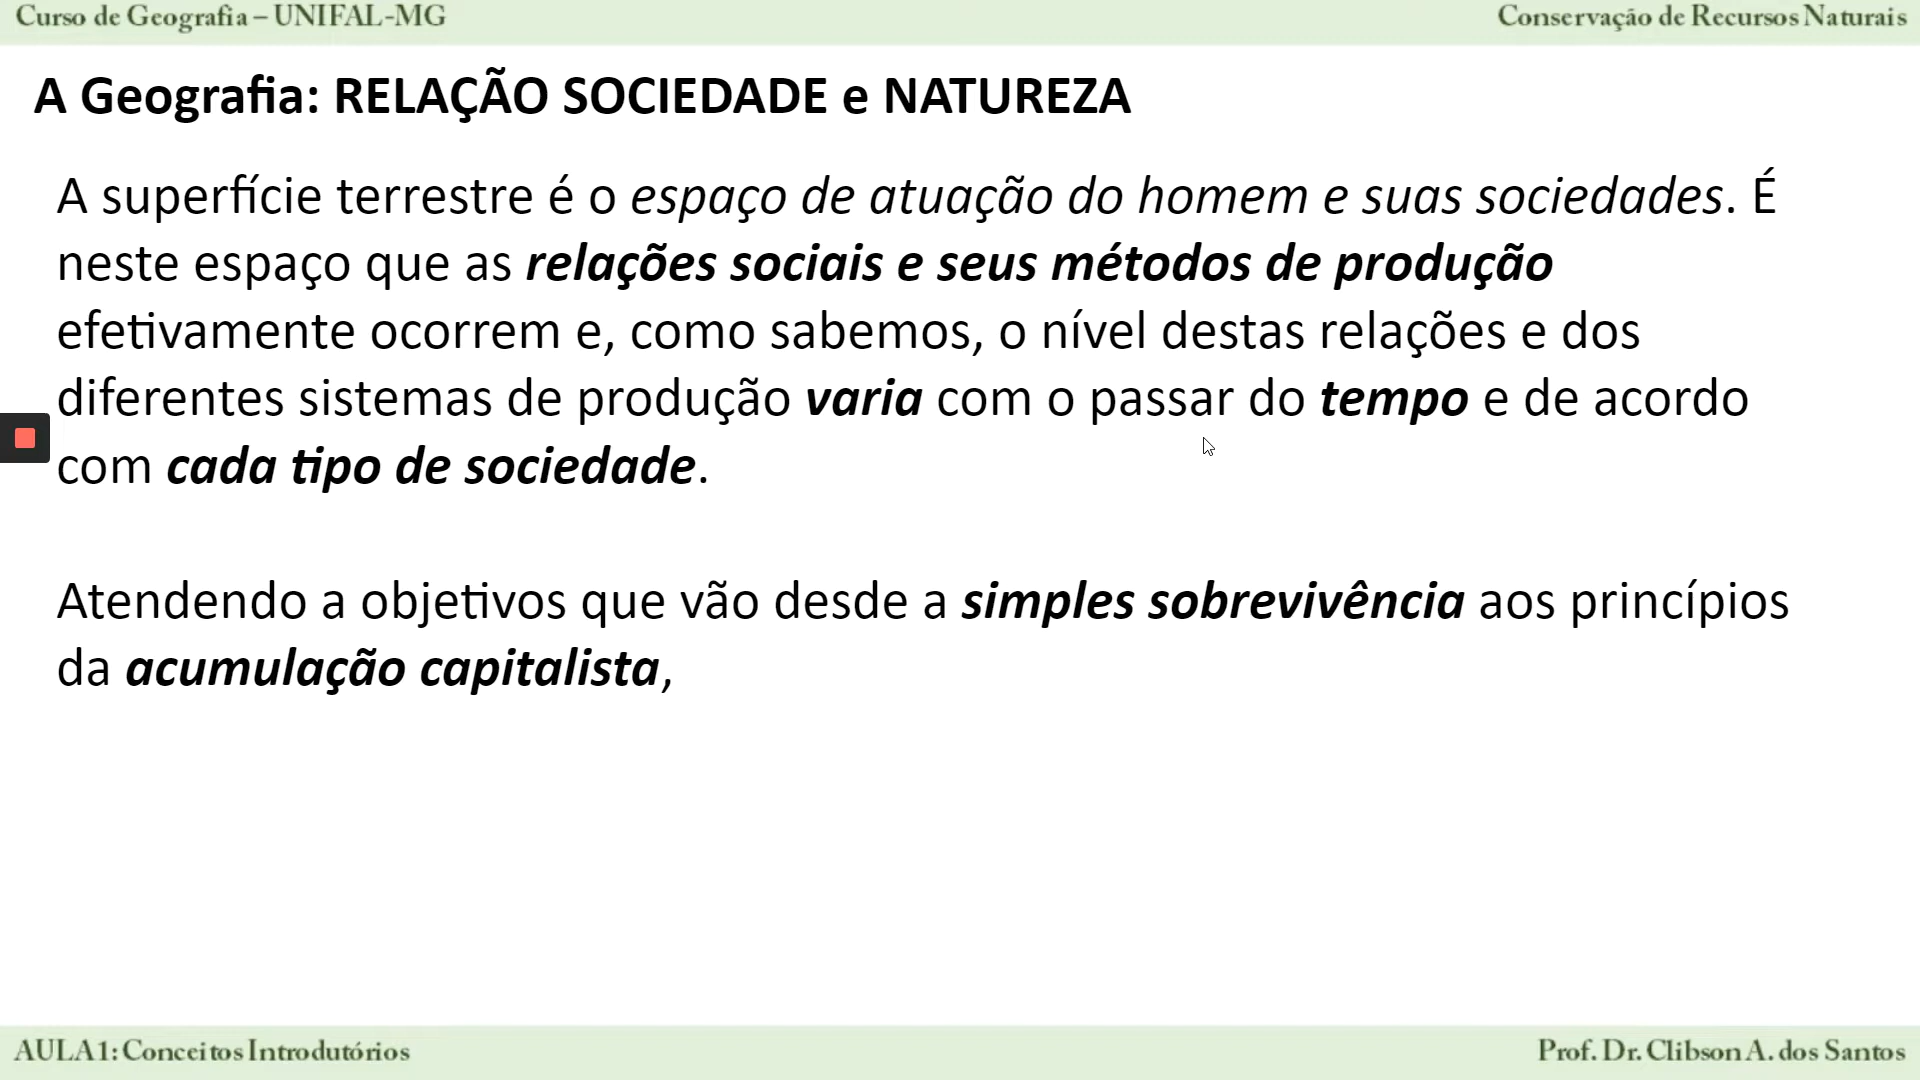 Curso de Geografia – UNIFAL-MG
Conservação de Recursos Naturais
A Geografia: RELAÇÃO SOCIEDADE e NATUREZA
A superfície terrestre é o espaço de atuação do homem e suas sociedades. É
neste espaço que as relações sociais e seus métodos de produção
efetivamente ocorrem e, como sabemos, o nível destas relações e dos
diferentes sistemas de produção varia com o passar do tempo e de acordo
com cada tipo de sociedade.
Atendendo a objetivos que vão desde a simples sobrevivência aos princípios
da acumulação capitalista,
AULA1: Conceitos Introdutórios
Prof. Dr. Clibson A. dos Santos